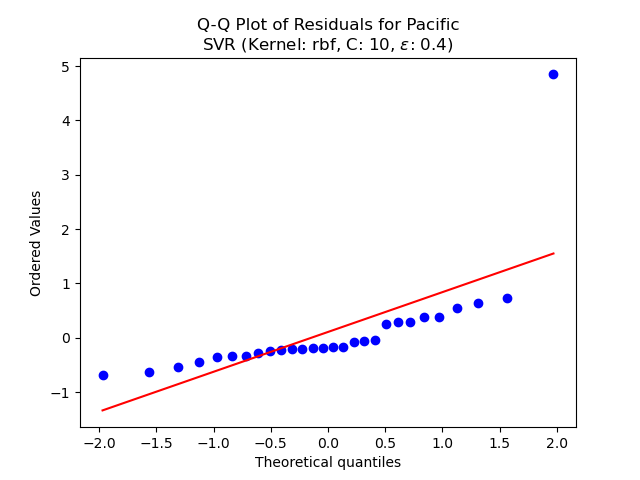 Q-Q Plot of Residuals for Pacific
SVR (Kernel: rbf, C: 10, ε: 0.4)
Ordered Values
5
4
3
2
1
0
−1
−2.0 −1.5 −1.0 −0.5 0.0 0.5 1.0 1.5 2.0
Theoretical quantiles